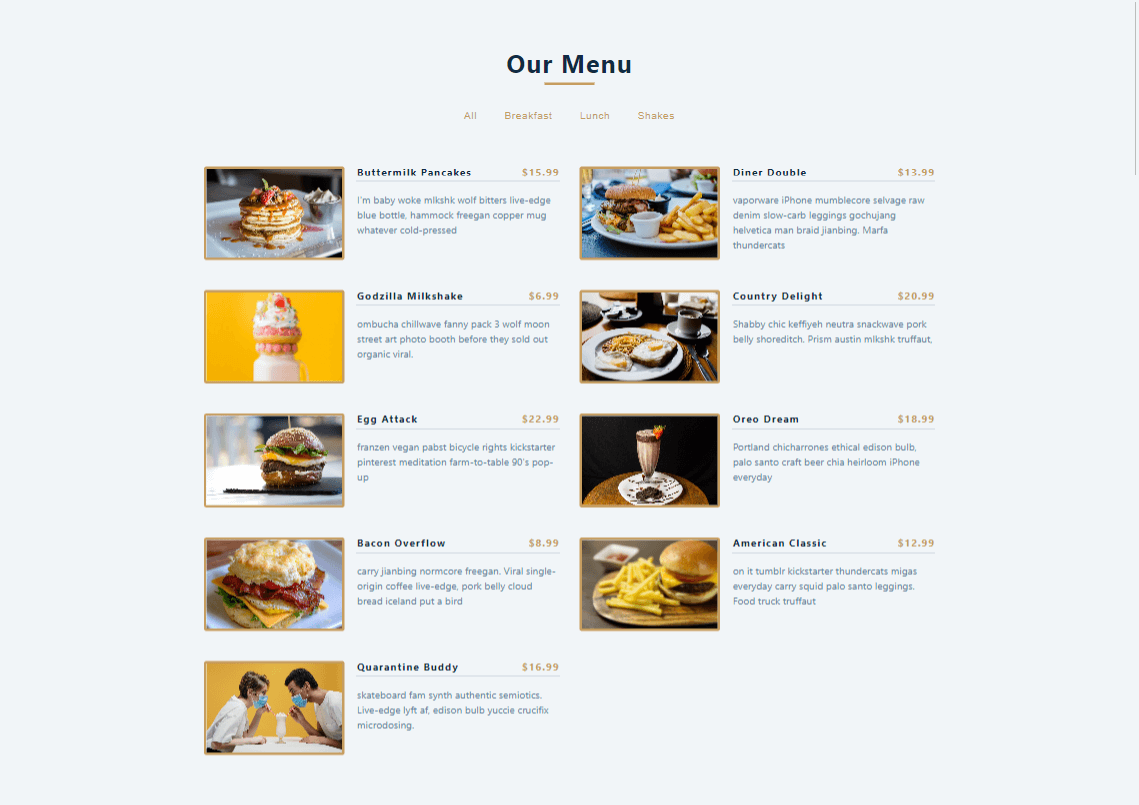 Our Menu
All Breakfast Lunch Shakes
Buttermilk Pancakes $15.99
I'm baby woke mlkshk wolf bitters live-edge
blue bottle, hammock freegan copper mug
whatever cold-pressed
Diner Double $13.99
vaporware iPhone mumblecore selvage raw
denim slow-carb leggings gochujang
helvetica man braid jianbing. Marfa
thundercats
Godzilla Milkshake $6.99
ombucha chillwave fanny pack 3 wolf moon
street art photo booth before they sold out
organic viral.
Country Delight $20.99
Shabby chic keffiyeh neutra snackwave pork
belly shoreditch. Prism austin mlkshk truffaut,
Egg Attack $22.99
franzen vegan pabst bicycle rights kickstarter
pinterest meditation farm-to-table 90's pop-
up
Oreo Dream $18.99
Portland chicharrones ethical edison bulb,
palo santo craft beer chia heirloom iPhone
everyday
Bacon Overflow $8.99
carry jianbing normcore freegan. Viral single-
origin coffee live-edge, pork belly cloud
bread iceland put a bird
American Classic $12.99
on it tumblr kickstarter thundercats migas
everyday carry squid palo santo leggings.
Food truck truffaut
Quarantine Buddy $16.99
skateboard fam synth authentic semiotics.
Live-edge lyft af, edison bulb yuccie crucifix
microdosing.